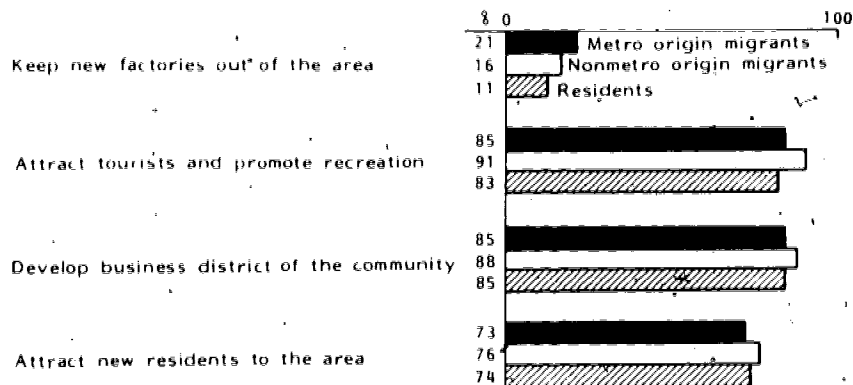 % 0 100
21 Metro origin migrants
Keep new factories out of the area 16 Nonmetro origin migrants
11 Residents
85
Attract tourists and promote recreation 91
83
85
Develop business district of the community 88
85
73
Attract new residents to the area 76
74